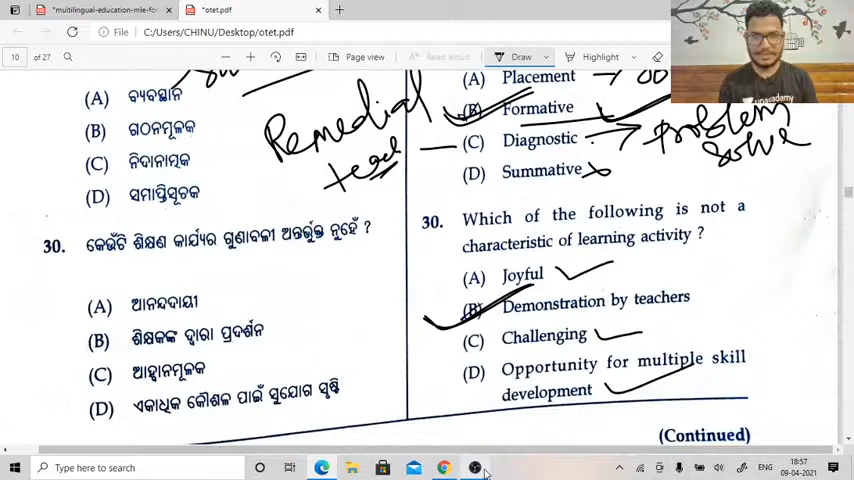 *multilingual-education-mle-for
*otet.pdf
File
C:/Users/CHINU/Desktop/otet.pdf
10 of 27
Page view
Read aloud
Draw
Highlight
unacademy
(A) ବ୍ୟବସ୍ଥାନ
(B) ଗଠନମୂଳକ
(C) ନିଦାନାତ୍ମକ
(D) ସମାପ୍ତିସୂଚକ
Remedial
teach
30. କେଉଁଟି ଶିକ୍ଷଣ କାର୍ଯ୍ୟର ଗୁଣାବଳୀ ଅନ୍ତର୍ଭୁକ୍ତ ନୁହେଁ ?
(A) ଆନନ୍ଦଦାୟୀ
(B) ଶିକ୍ଷକଙ୍କ ଦ୍ୱାରା ପ୍ରଦର୍ଶନ
(C) ଆହ୍ୱାନମୂଳକ
(D) ଏକାଧିକ କୌଶଳ ପାଇଁ ସୁଯୋଗ ସୃଷ୍ଟି
(A) Placement
(B) Formative
(C) Diagnostic
(D) Summative
Problem
solve
30. Which of the following is not a
characteristic of learning activity ?
(A) Joyful
(B) Demonstration by teachers
(C) Challenging
(D) Opportunity for multiple skill
development
(Continued)
Type here to search
ENG
18:57
09-04-2021